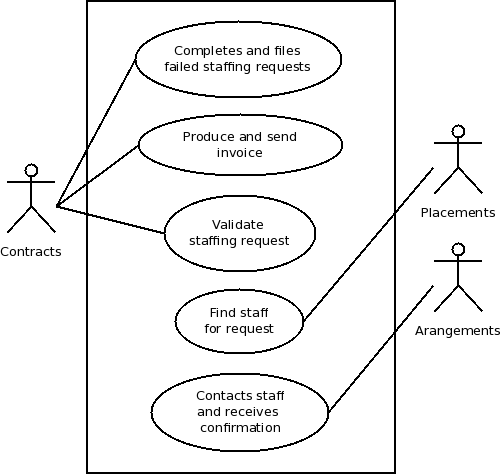 Completes and files
failed staffing requests
Produce and send
invoice
Placements
Contracts
Validate
staffing request
Find staff
for request
Arangements
Contacts staff
and receives
confirmation